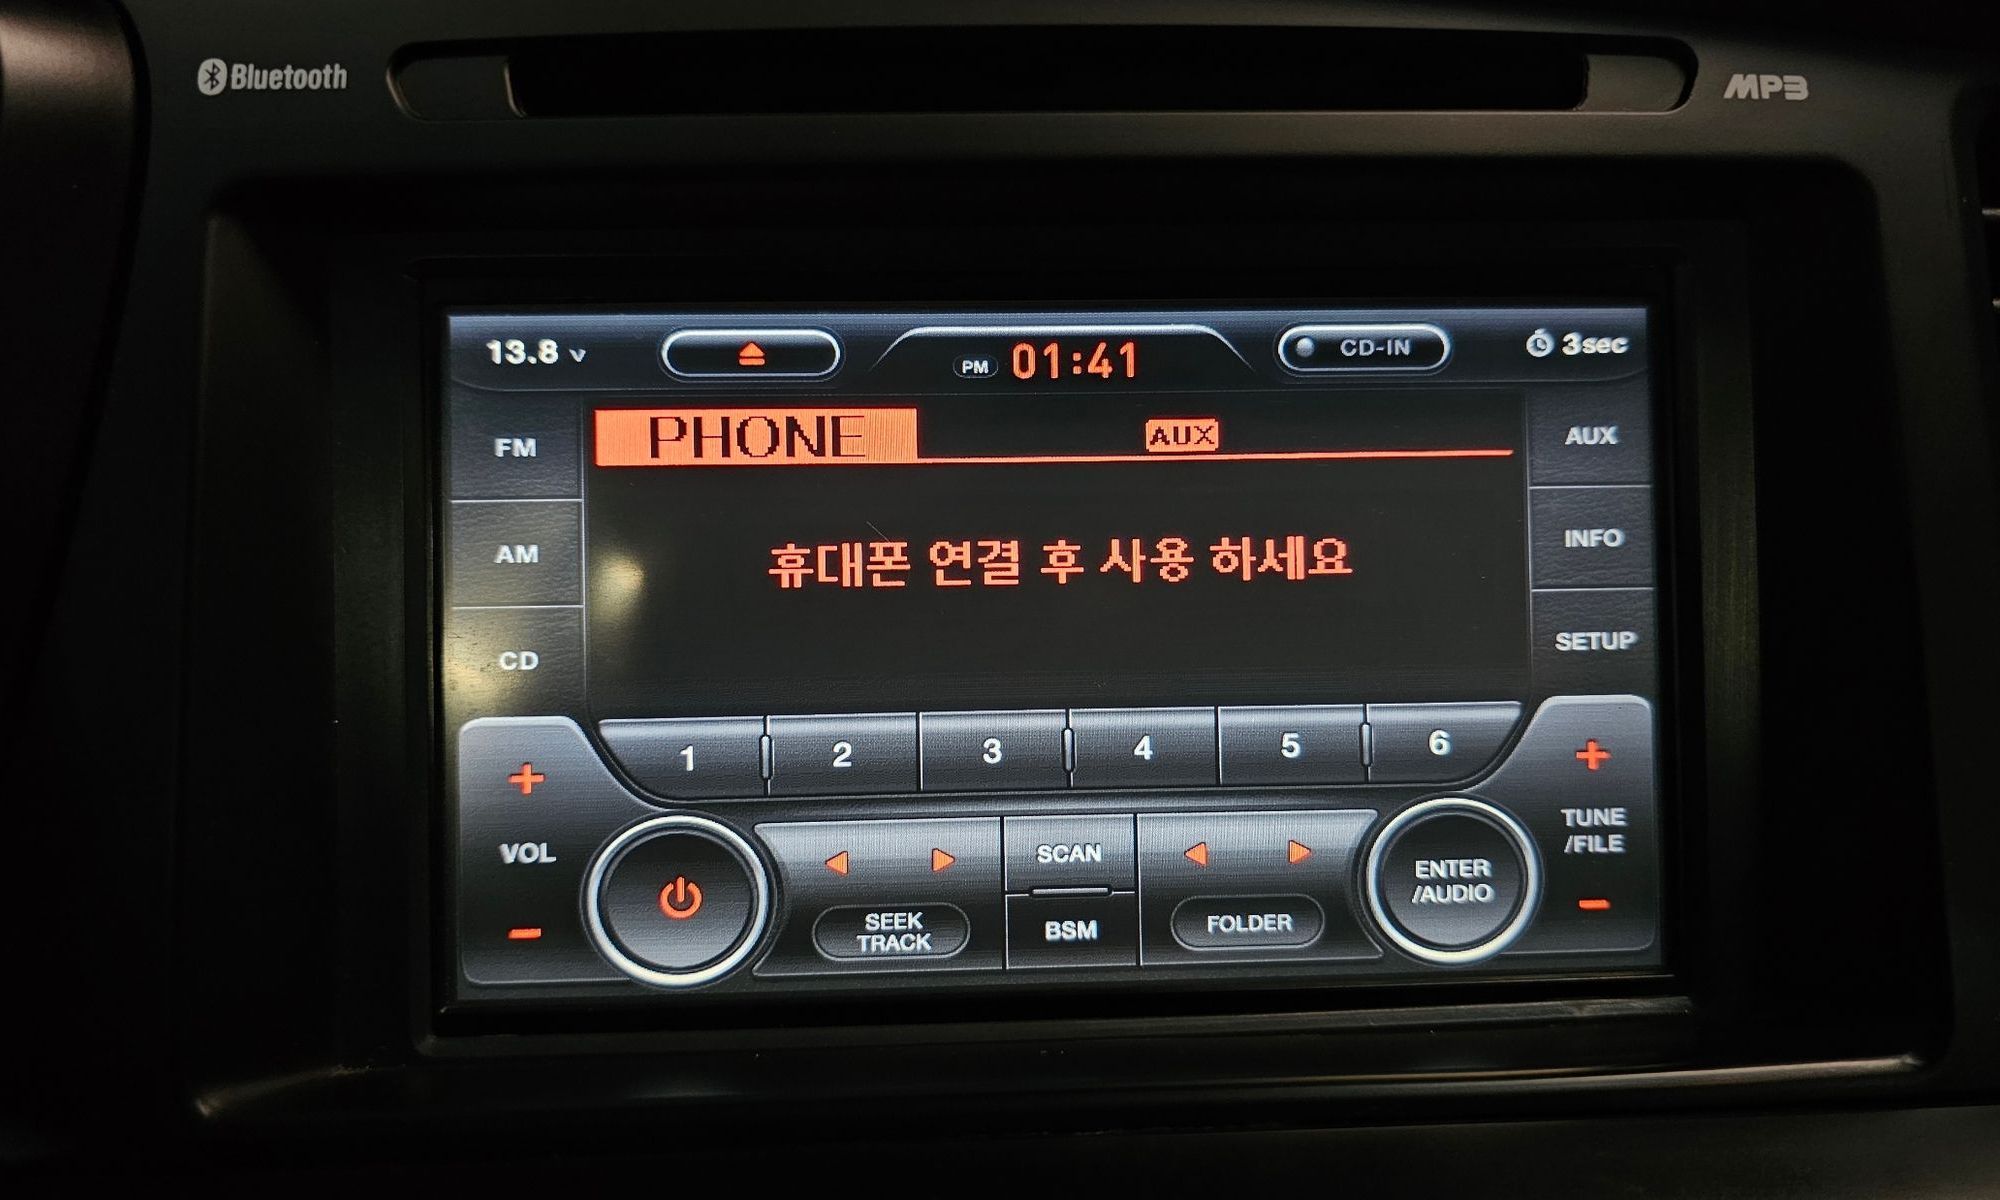 Bluetooth
MP3
13.8 v
PM 01:41
CD-IN
3sec
FM
PHONE
AUX
AUX
AM
휴대폰 연결 후 사용 하세요
INFO
CD
SETUP
1 2 3 4 5 6
+
VOL
-
SEEK
TRACK
SCAN
BSM
FOLDER
ENTER
/AUDIO
+
TUNE
/FILE
-